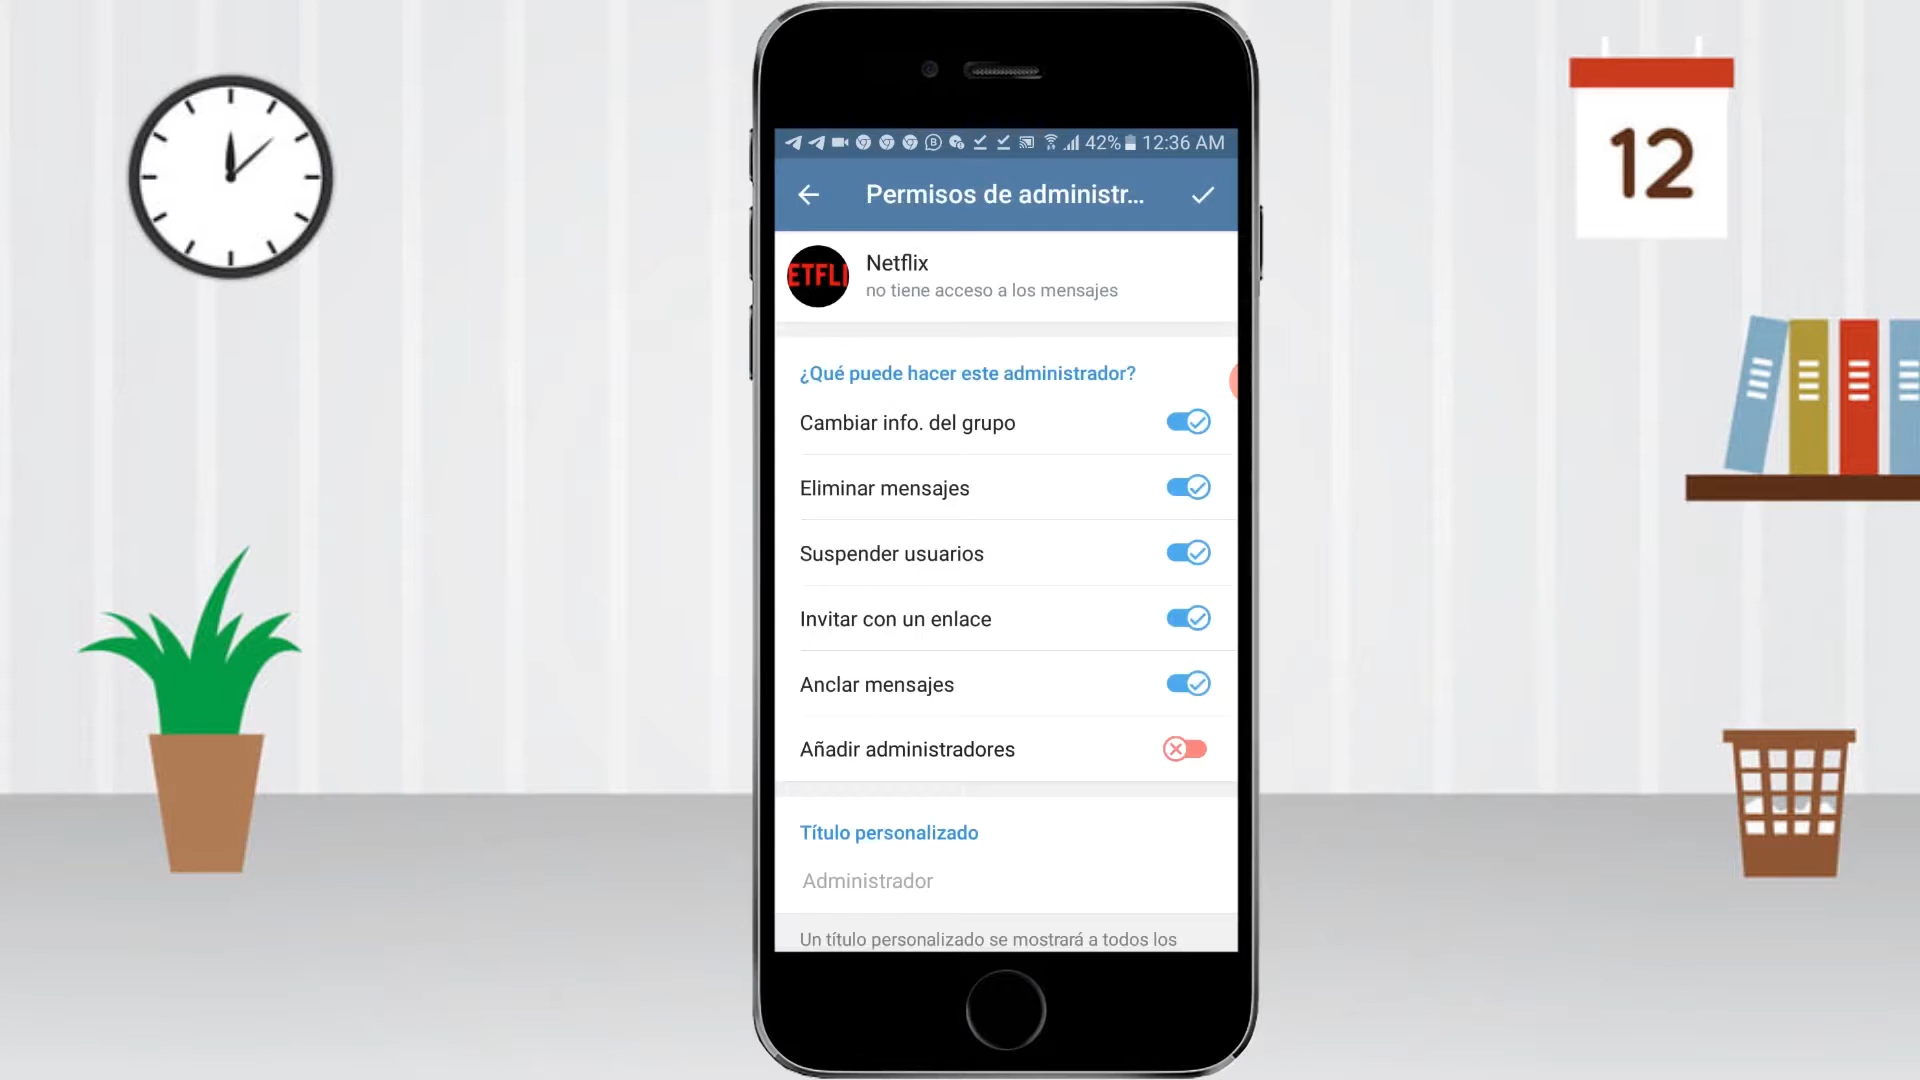 12
42% 12:36 AM
Permisos de administr...
ETFLI
Netflix
no tiene acceso a los mensajes
¿Qué puede hacer este administrador?
Cambiar info. del grupo
Eliminar mensajes
Suspender usuarios
Invitar con un enlace
Anclar mensajes
Añadir administradores
Título personalizado
Administrador
Un título personalizado se mostrará a todos los